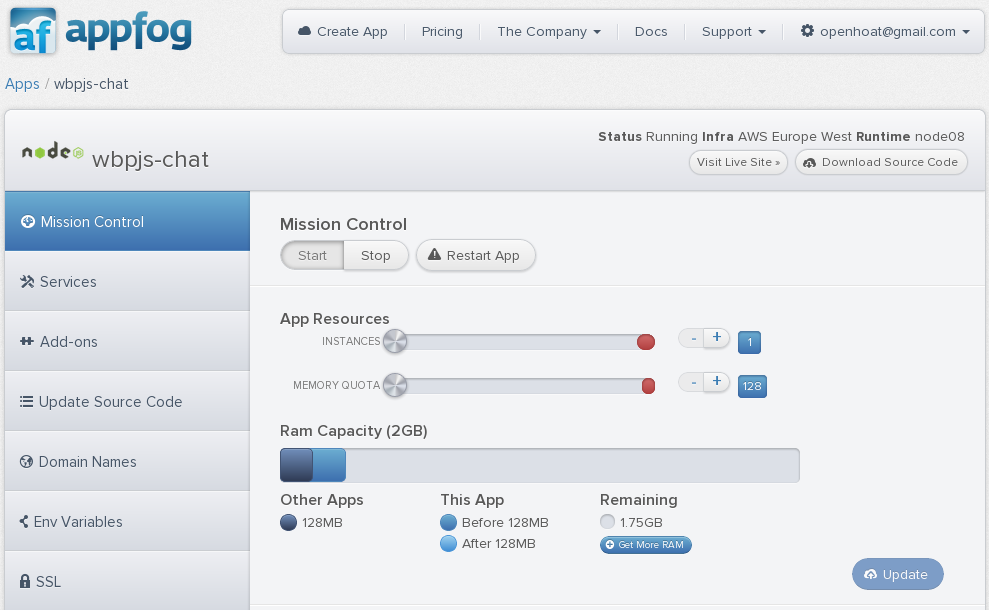 af appfog
Create App Pricing The Company Docs Support openhoat@gmail.com
Apps / wbpjs-chat
node js wbpjs-chat
Status Running Infra AWS Europe West Runtime node08
Visit Live Site » Download Source Code
Mission Control
Services
Add-ons
Update Source Code
Domain Names
Env Variables
SSL
Mission Control
Start Stop Restart App
App Resources
INSTANCES - + 1
MEMORY QUOTA - + 128
Ram Capacity (2GB)
Other Apps This App Remaining
128MB Before 128MB 1.75GB
After 128MB Get More RAM
Update